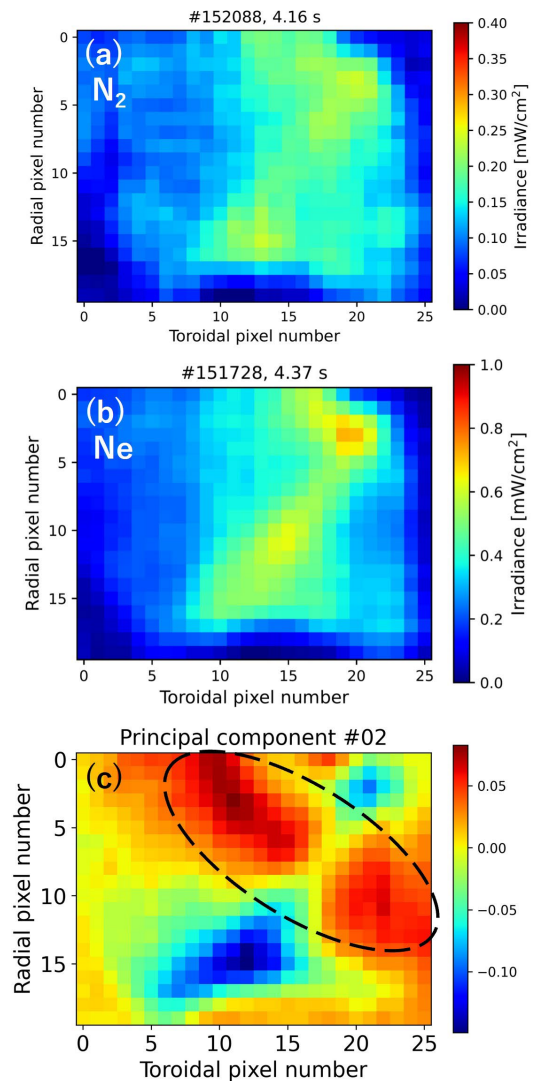 #152088, 4.16 s
(a)
N₂
0
5
10
15
0 5 10 15 20 25
Radial pixel number
Toroidal pixel number
0.40
0.35
0.30
0.25
0.20
0.15
0.10
0.05
0.00
Irradiance [mW/cm²]
#151728, 4.37 s
(b)
Ne
0
5
10
15
0 5 10 15 20 25
Radial pixel number
Toroidal pixel number
1.0
0.8
0.6
0.4
0.2
0.0
Irradiance [mW/cm²]
Principal component #02
(c)
0
5
10
15
0 5 10 15 20 25
Radial pixel number
Toroidal pixel number
0.05
0.00
−0.05
−0.10